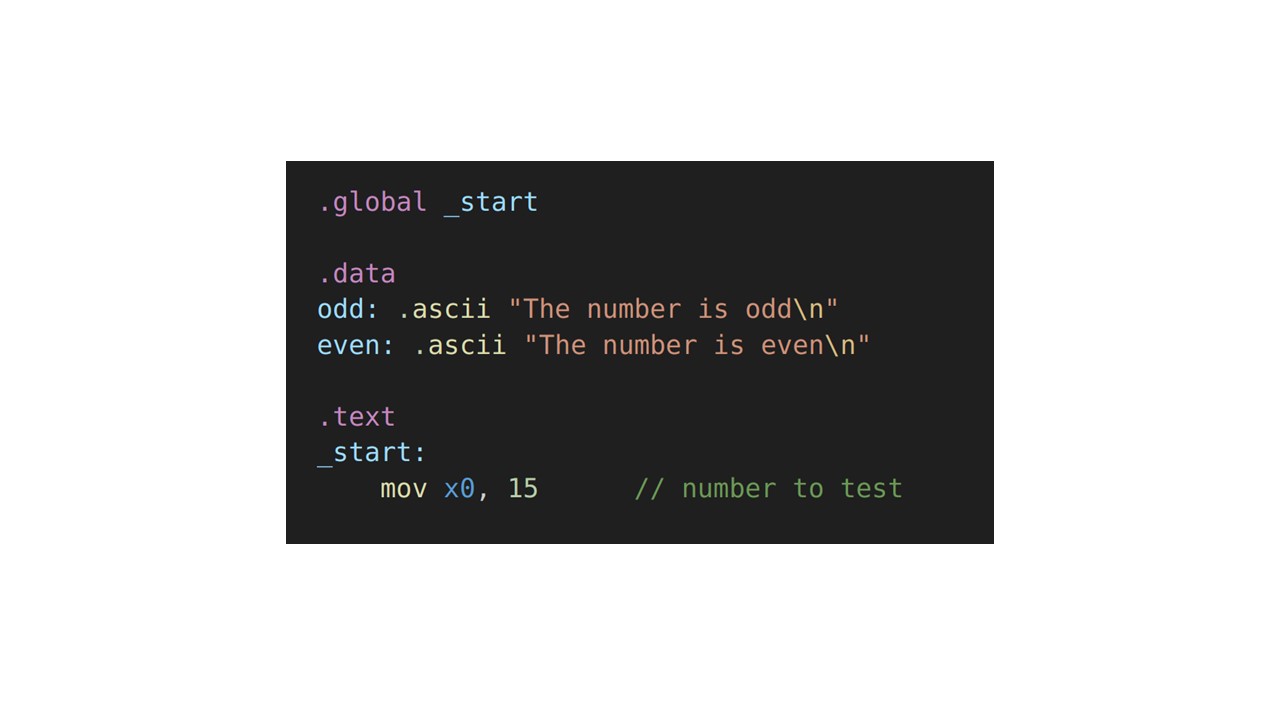 .global _start
.data
odd: .ascii "The number is odd\n"
even: .ascii "The number is even\n"
.text
_start:
    mov x0, 15      // number to test